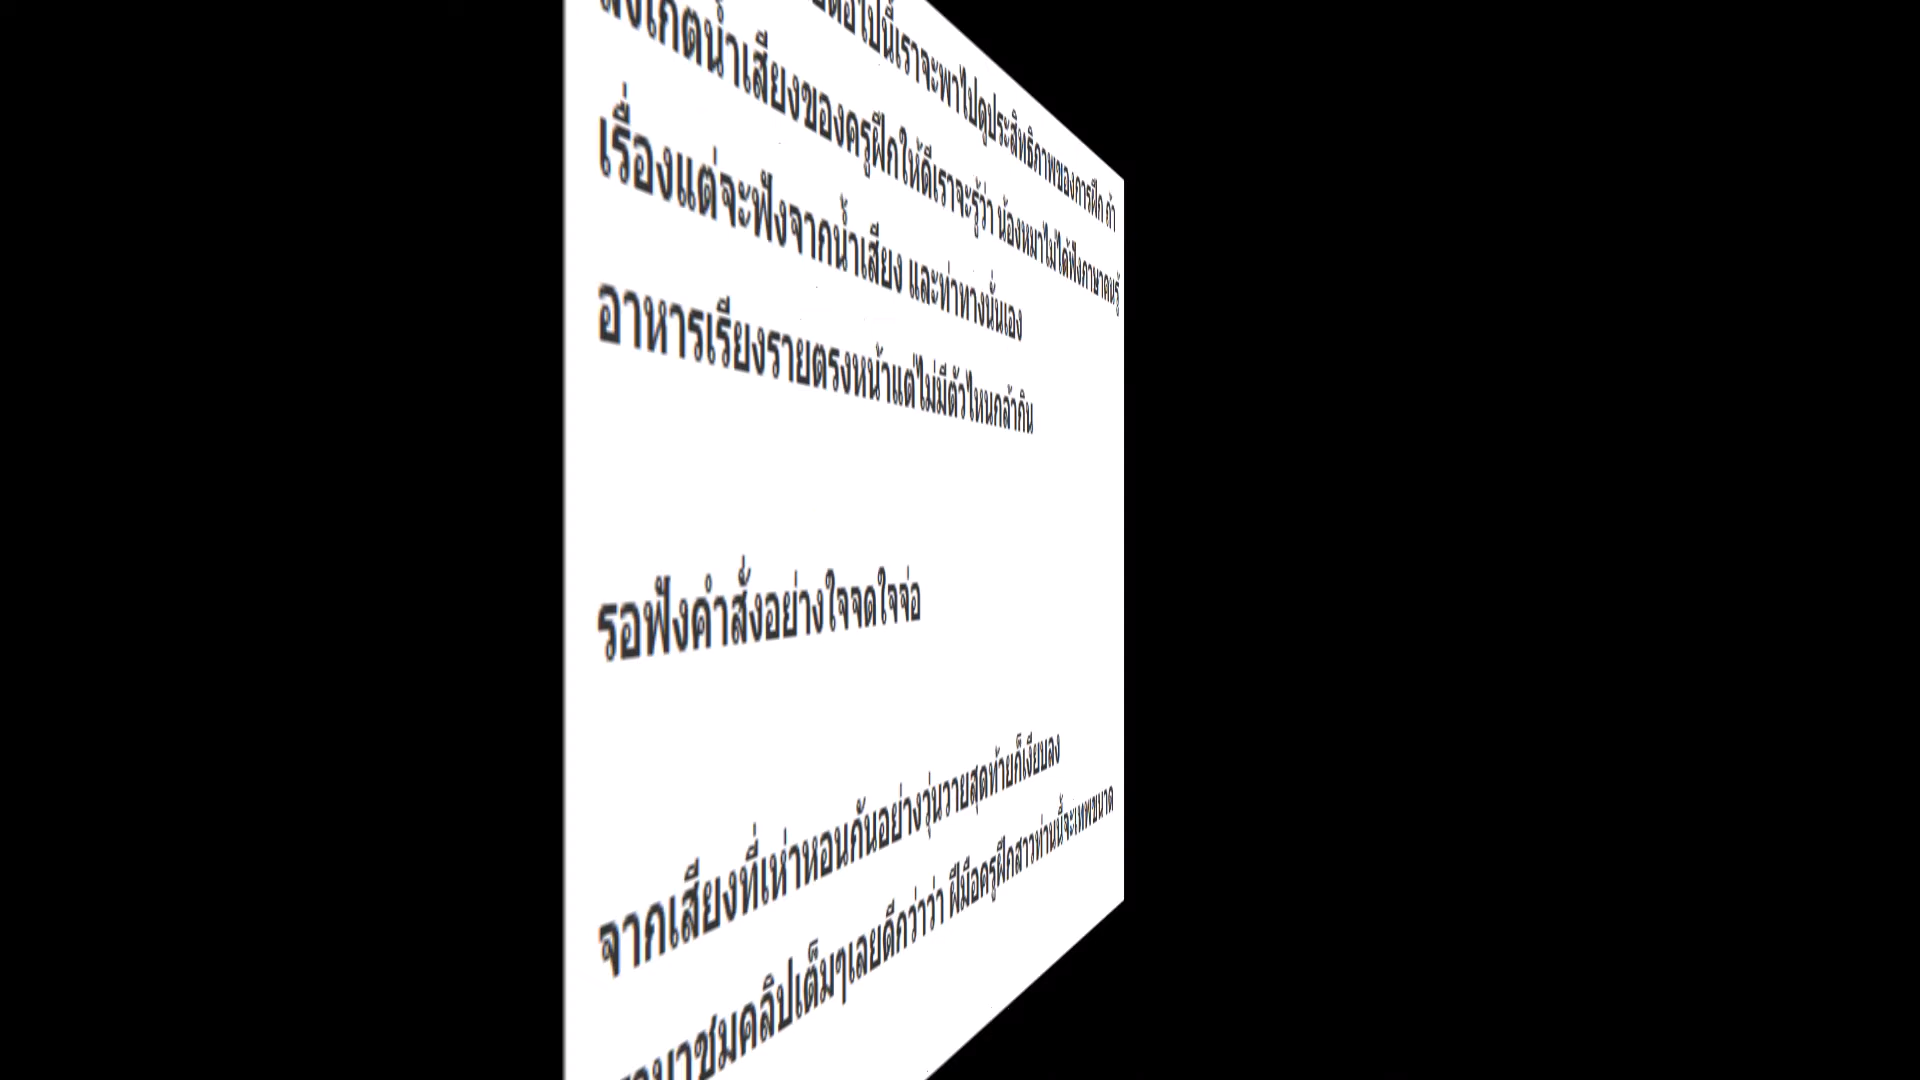 ต่อไปนี้เราจะพาไปดูประสิทธิภาพของการฝึก ถ้า
สังเกตน้ำเสียงของครูฝึกให้ดีเราจะรู้ว่า น้องหมาไม่ได้ฟังภาษาคนรู้
เรื่องแต่จะฟังจากน้ำเสียง และท่าทางนั่นเอง
อาหารเรียงรายตรงหน้าแต่ไม่มีตัวไหนกล้ากิน
รอฟังคำสั่งอย่างใจจดใจจ่อ
จากเสียงที่เห่าหอนกันอย่างวุ่นวายสุดท้ายก็เงียบลง
มาชมคลิปเต็มๆเลยดีกว่าว่า ฝีมือครูฝึกสาวท่านนี้จะเทพขนาด